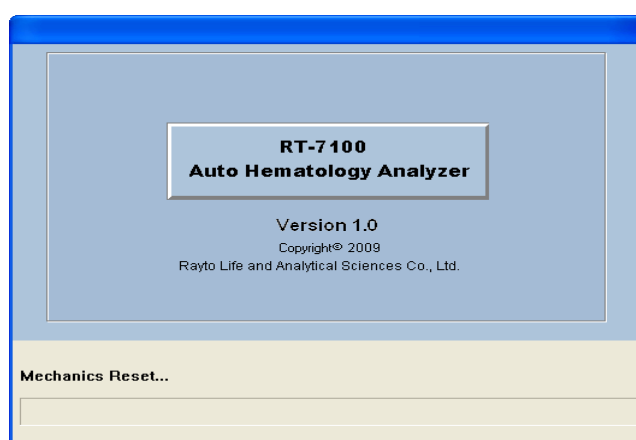 RT-7100
Auto Hematology Analyzer
Version 1.0
Copyright© 2009
Rayto Life and Analytical Sciences Co., Ltd.
Mechanics Reset...